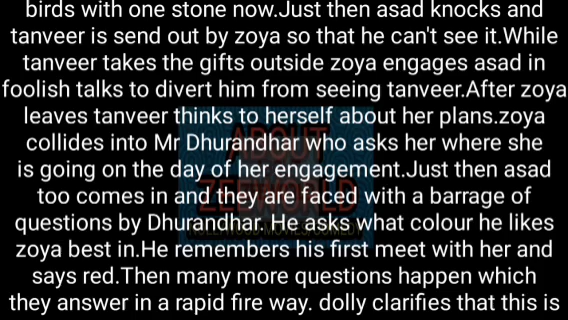 birds with one stone now.Just then asad knocks and
tanveer is send out by zoya so that he can't see it.While
tanveer takes the gifts outside zoya engages asad in
foolish talks to divert him from seeing tanveer.After zoya
leaves tanveer thinks to herself about her plans.zoya
collides into Mr Dhurandhar who asks her where she
is going on the day of her engagement.Just then asad
too comes in and they are faced with a barrage of
questions by Dhurandhar. He asks what colour he likes
zoya best in.He remembers his first meet with her and
says red.Then many more questions happen which
they answer in a rapid fire way. dolly clarifies that this is
ABOUT
ZEEWORLD